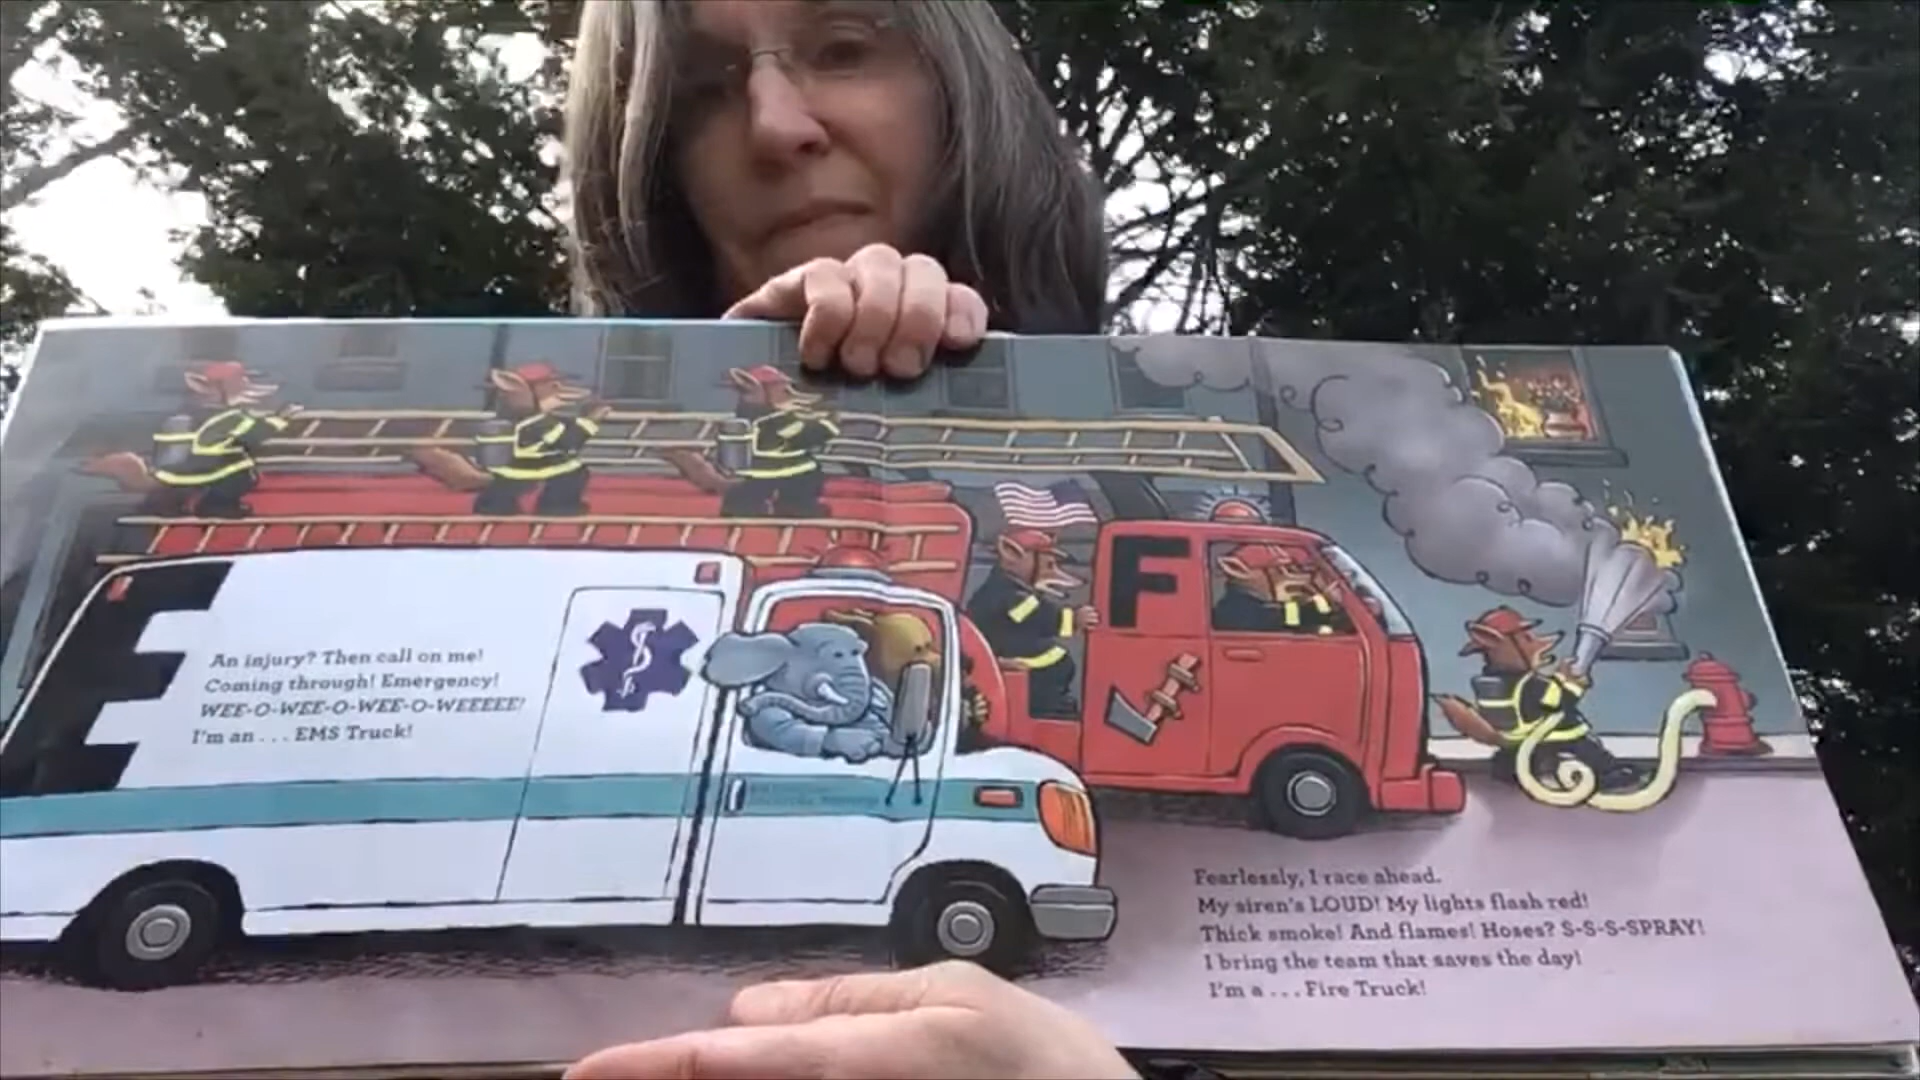 E
An injury? Then call on me!
Coming through! Emergency!
WEE-O-WEE-O-WEE-O-WEEEEE!
I'm an . . . EMS Truck!
F
Fearlessly, I race ahead.
My siren's LOUD! My lights flash red!
Thick smoke! And flames! Hoses? S-S-S-SPRAY!
I bring the team that saves the day!
I'm a . . . Fire Truck!